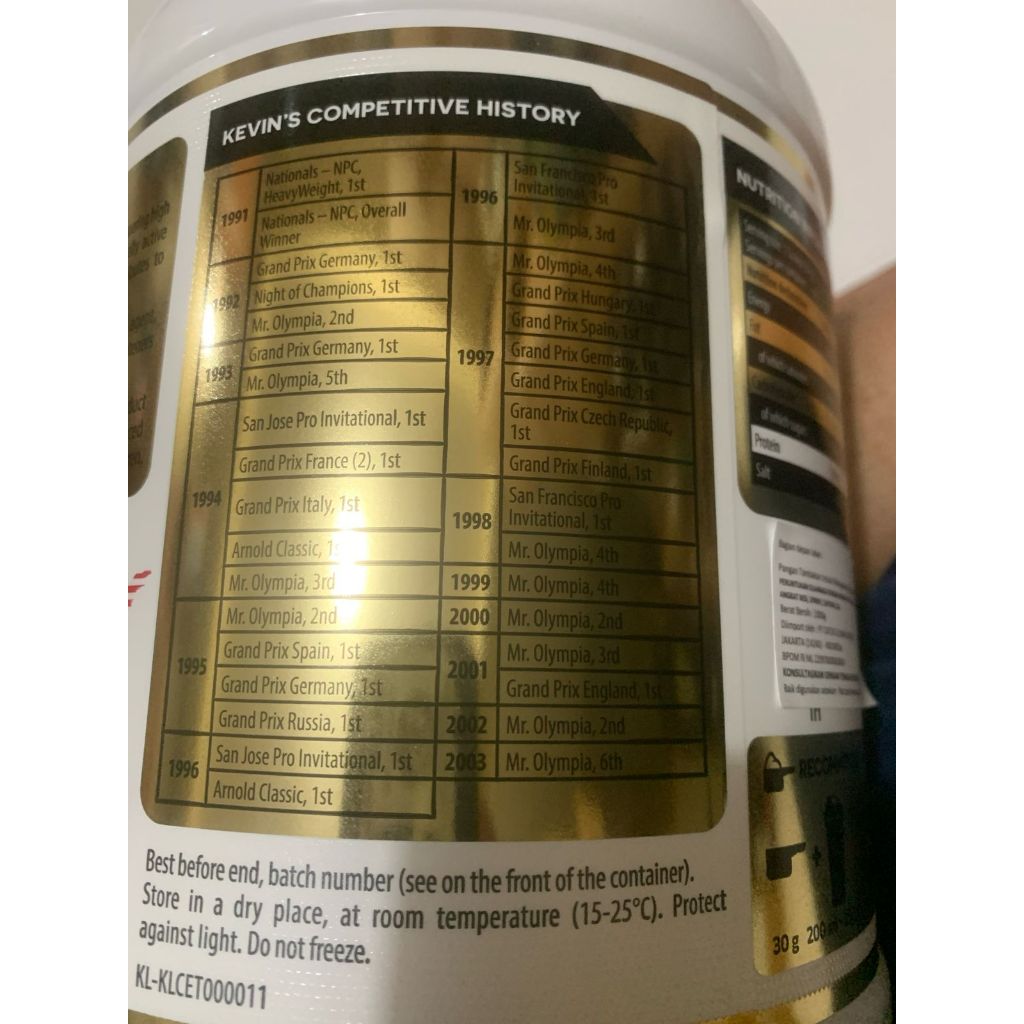 KEVIN'S COMPETITIVE HISTORY
1991
Nationals – NPC,
HeavyWeight, 1st
Nationals – NPC, Overall
Winner
1992
Grand Prix Germany, 1st
Night of Champions, 1st
Mr. Olympia, 2nd
1993
Grand Prix Germany, 1st
Mr. Olympia, 5th
1994
San Jose Pro Invitational, 1st
Grand Prix France (2), 1st
Grand Prix Italy, 1st
Arnold Classic, 1st
Mr. Olympia, 3rd
1995
Mr. Olympia, 2nd
Grand Prix Spain, 1st
Grand Prix Germany, 1st
Grand Prix Russia, 1st
1996
San Jose Pro Invitational, 1st
Arnold Classic, 1st
1996
San Francisco Pro
Invitational, 1st
Mr. Olympia, 3rd
1997
Mr. Olympia, 4th
Grand Prix Hungary, 1st
Grand Prix Spain, 1st
Grand Prix Germany, 1st
Grand Prix England, 1st
Grand Prix Czech Republic,
1st
Grand Prix Finland, 1st
1998
San Francisco Pro
Invitational, 1st
Mr. Olympia, 4th
1999
Mr. Olympia, 4th
2000
Mr. Olympia, 2nd
2001
Mr. Olympia, 3rd
Grand Prix England, 1st
2002
Mr. Olympia, 2nd
2003
Mr. Olympia, 6th
Best before end, batch number (see on the front of the container).
Store in a dry place, at room temperature (15-25°C). Protect
against light. Do not freeze.
KL-KLCET000011
Energy
Fat
of which
of which
Protein
Salt
30 g 200